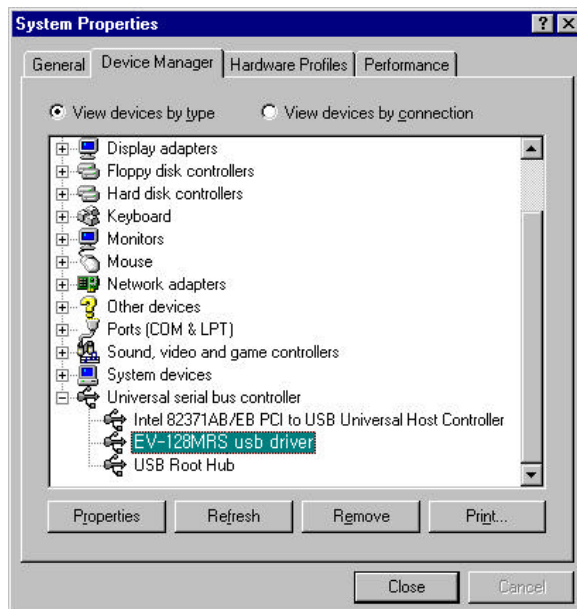 System Properties
General Device Manager Hardware Profiles Performance
View devices by type View devices by connection
Display adapters
Floppy disk controllers
Hard disk controllers
Keyboard
Monitors
Mouse
Network adapters
Other devices
Ports (COM & LPT)
Sound, video and game controllers
System devices
Universal serial bus controller
Intel 82371AB/EB PCI to USB Universal Host Controller
EV-128MRS usb driver
USB Root Hub
Properties Refresh Remove Print...
Close Cancel